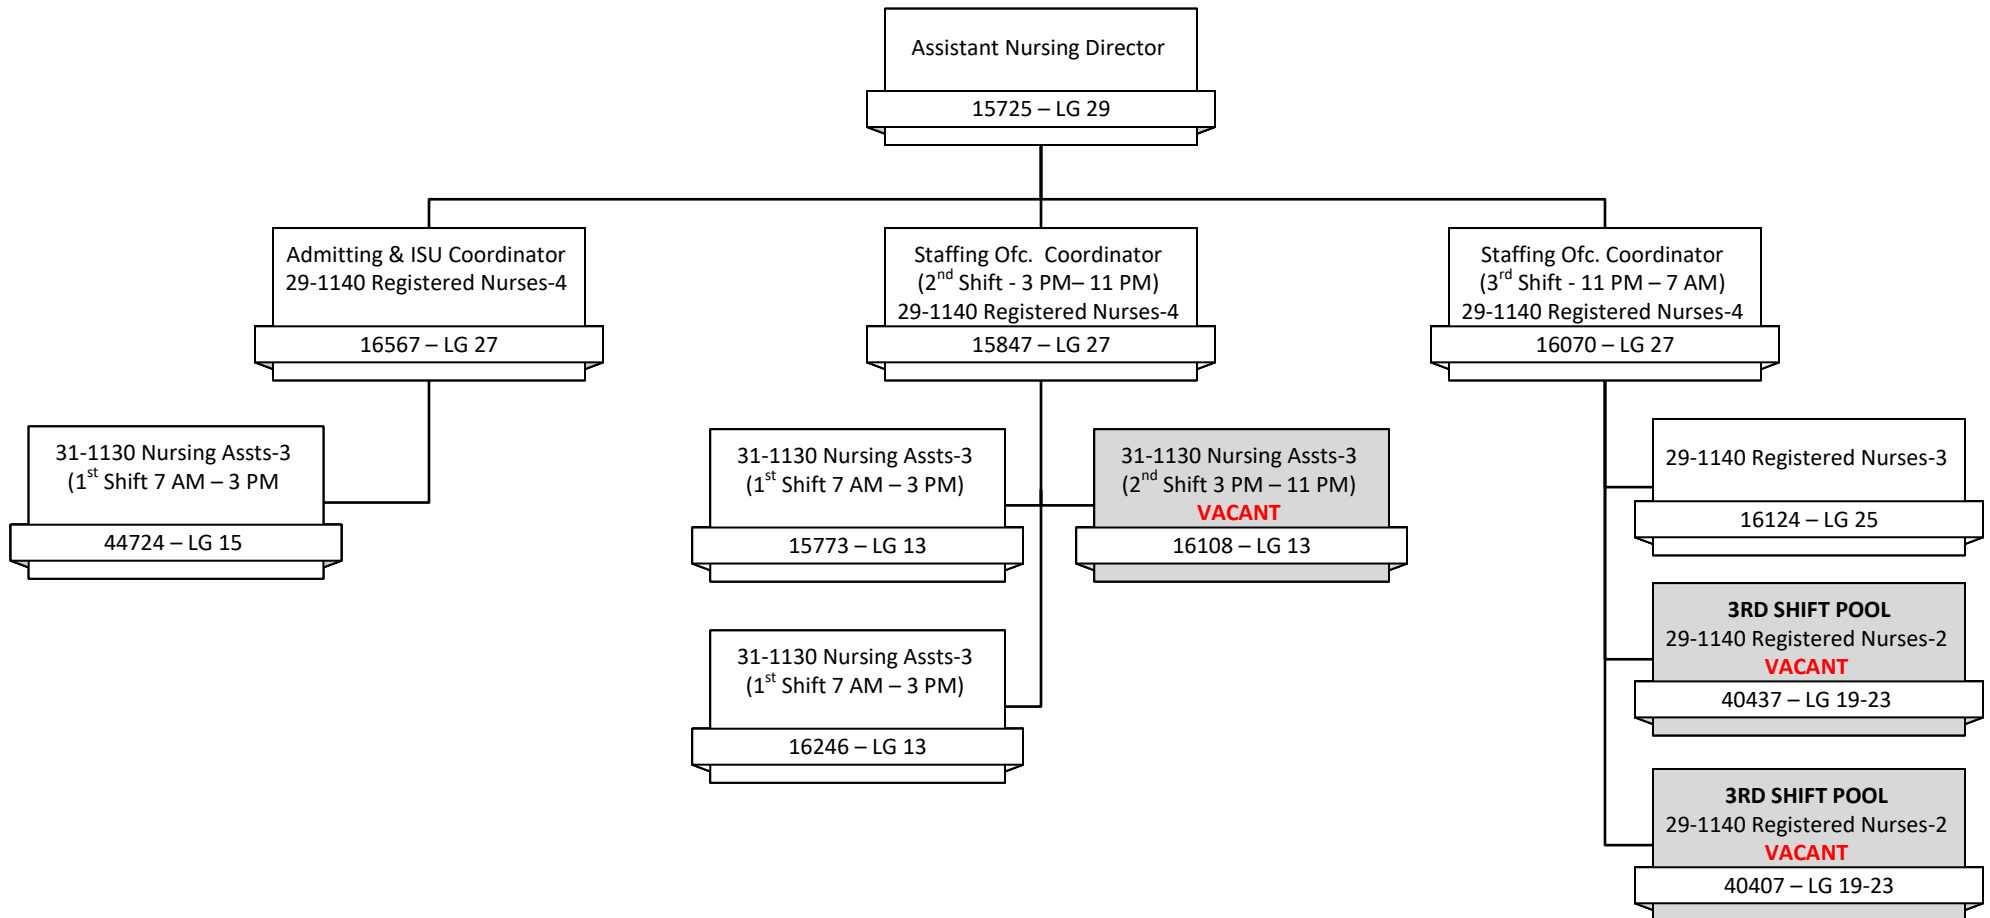 Assistant Nursing Director
15725 – LG 29
Admitting & ISU Coordinator
29-1140 Registered Nurses-4
16567 – LG 27
Staffing Ofc.  Coordinator
(2nd Shift - 3 PM– 11 PM)
29-1140 Registered Nurses-4
15847 – LG 27
Staffing Ofc. Coordinator
(3rd Shift - 11 PM – 7 AM)
29-1140 Registered Nurses-4
16070 – LG 27
31-1130 Nursing Assts-3
(1st Shift 7 AM – 3 PM
44724 – LG 15
31-1130 Nursing Assts-3
(1st Shift 7 AM – 3 PM)
15773 – LG 13
31-1130 Nursing Assts-3
(2nd Shift 3 PM – 11 PM)
VACANT
16108 – LG 13
31-1130 Nursing Assts-3
(1st Shift 7 AM – 3 PM)
16246 – LG 13
29-1140 Registered Nurses-3
16124 – LG 25
3RD SHIFT POOL
29-1140 Registered Nurses-2
VACANT
40437 – LG 19-23
3RD SHIFT POOL
29-1140 Registered Nurses-2
VACANT
40407 – LG 19-23